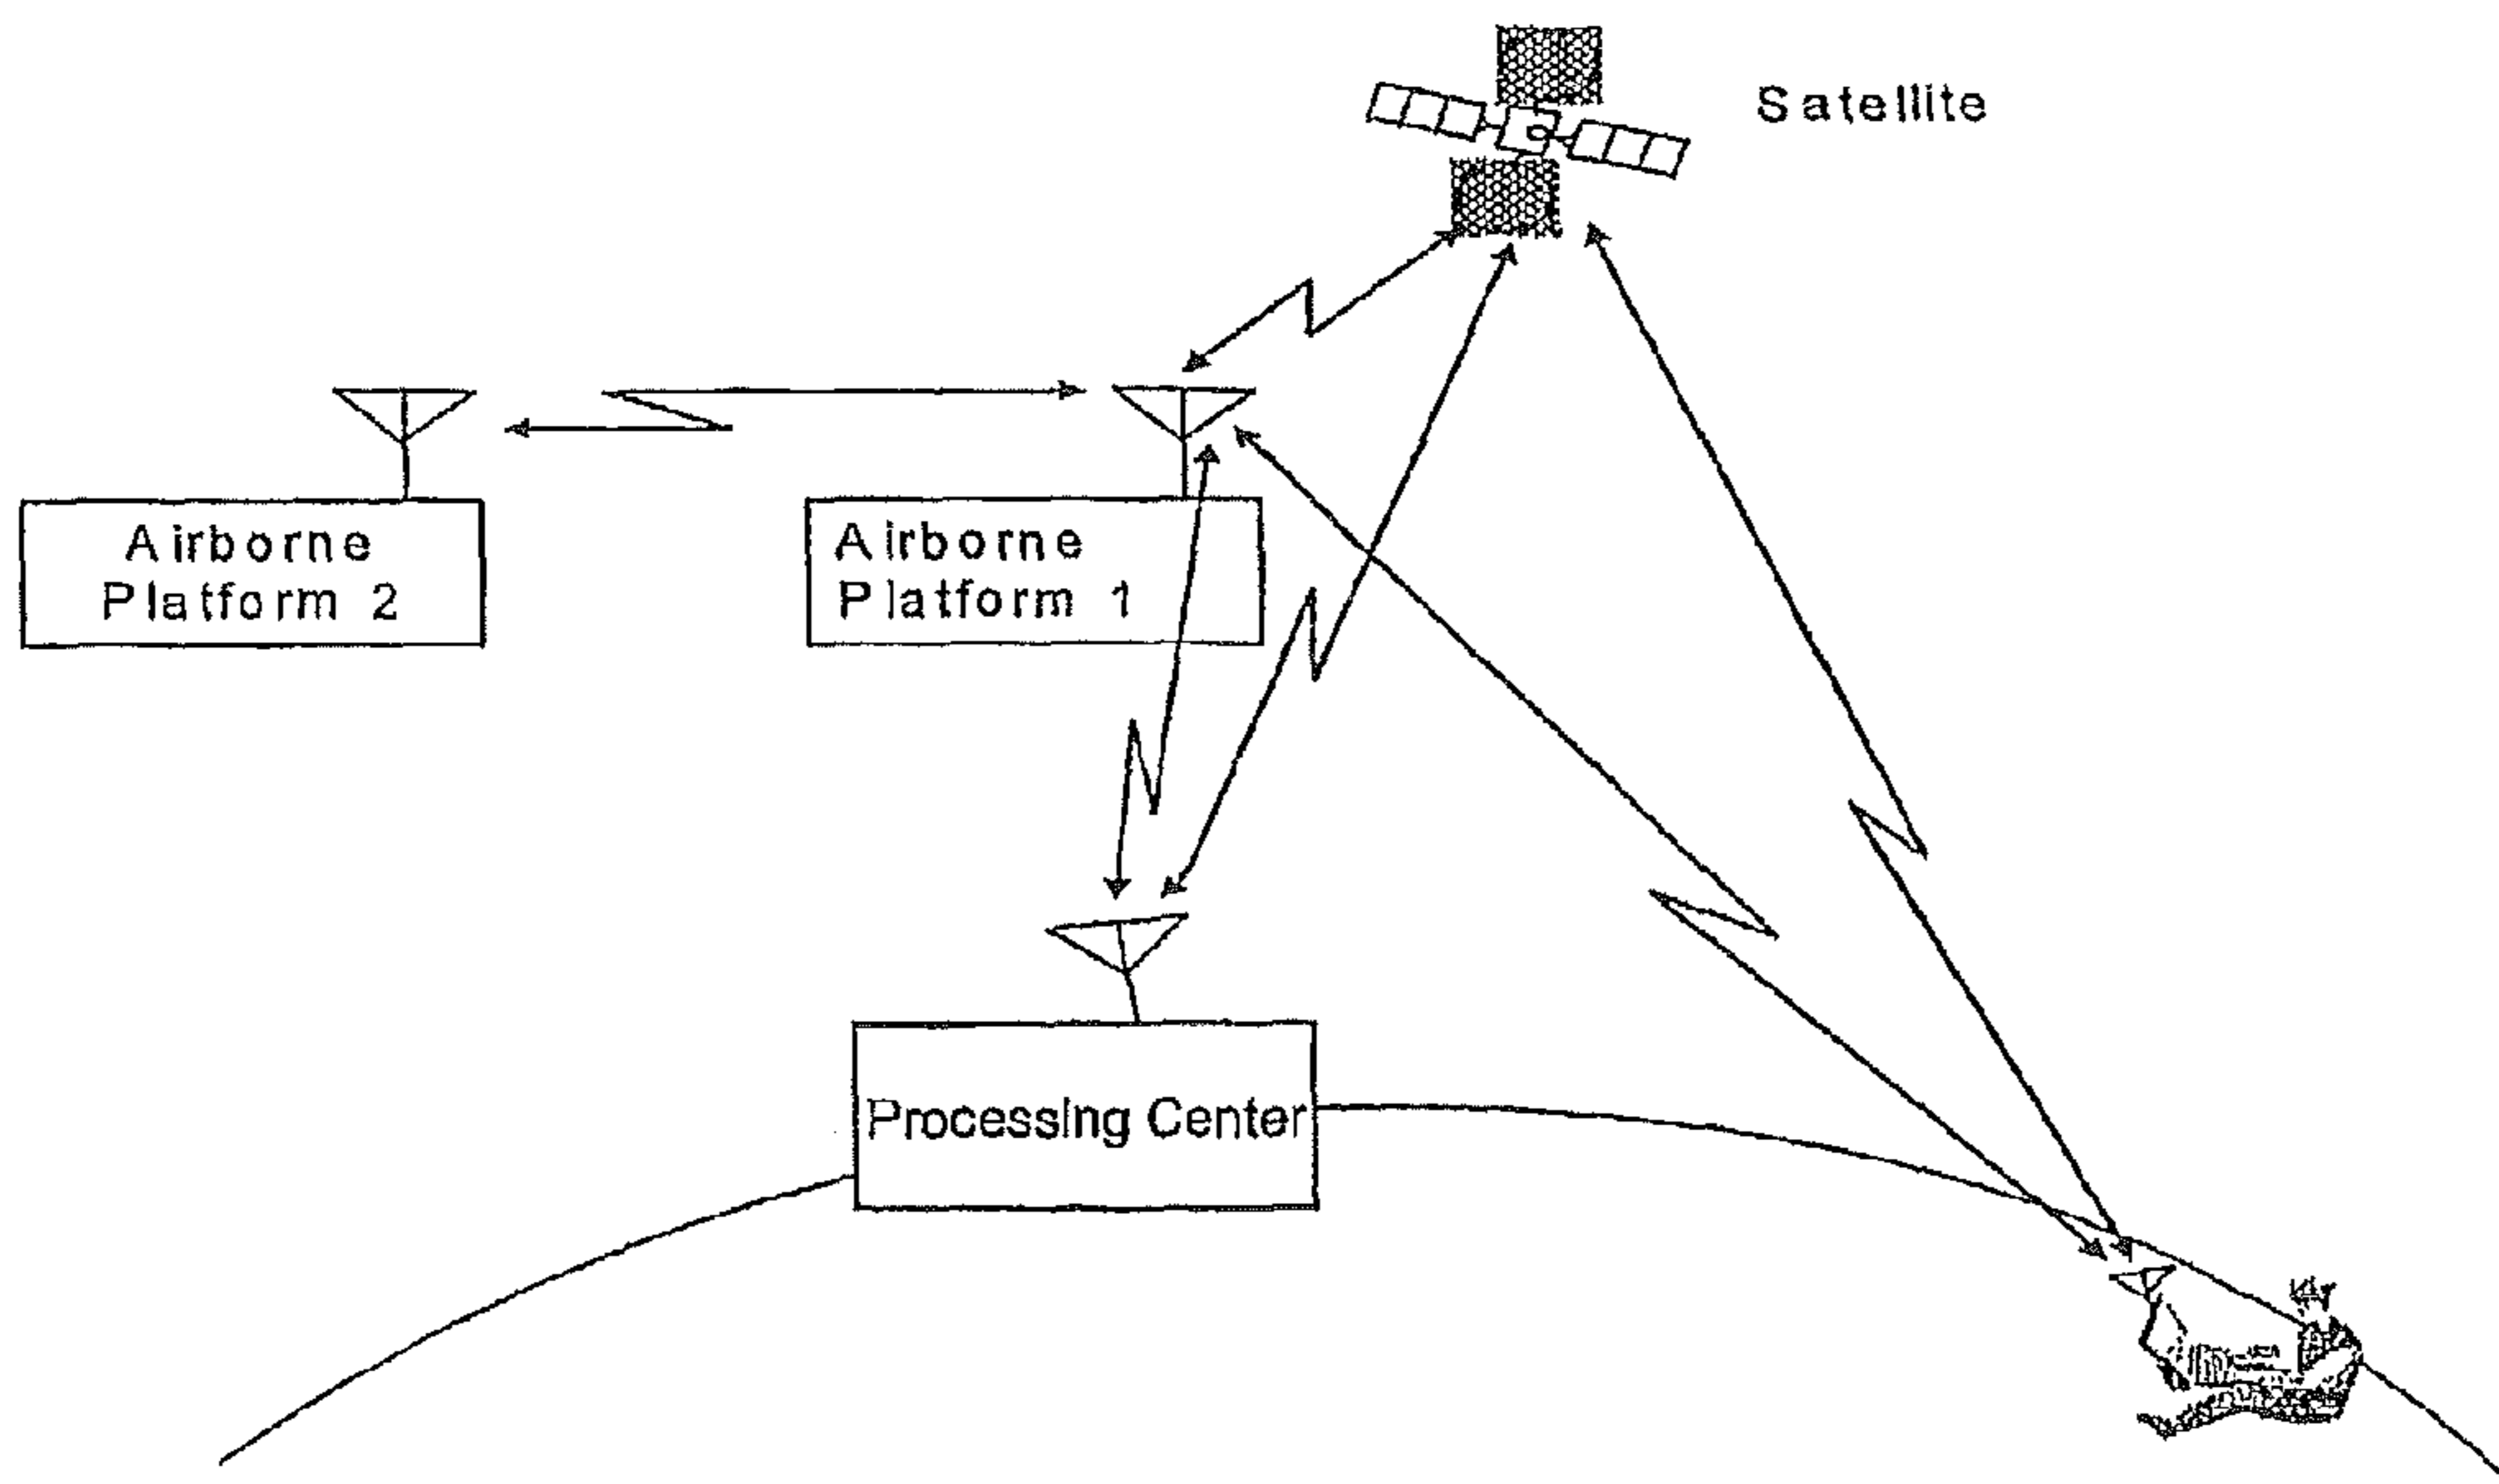 Satellite
Airborne
Platform 2
Airborne
Platform 1
Processing Center